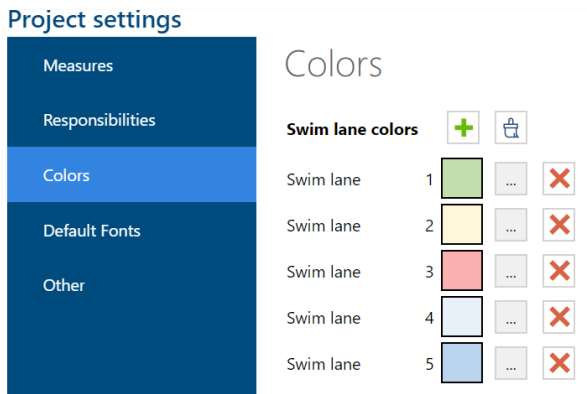 Project settings
Measures
Responsibilities
Colors
Default Fonts
Other
Colors
Swim lane colors
Swim lane 1 ...
Swim lane 2 ...
Swim lane 3 ...
Swim lane 4 ...
Swim lane 5 ...